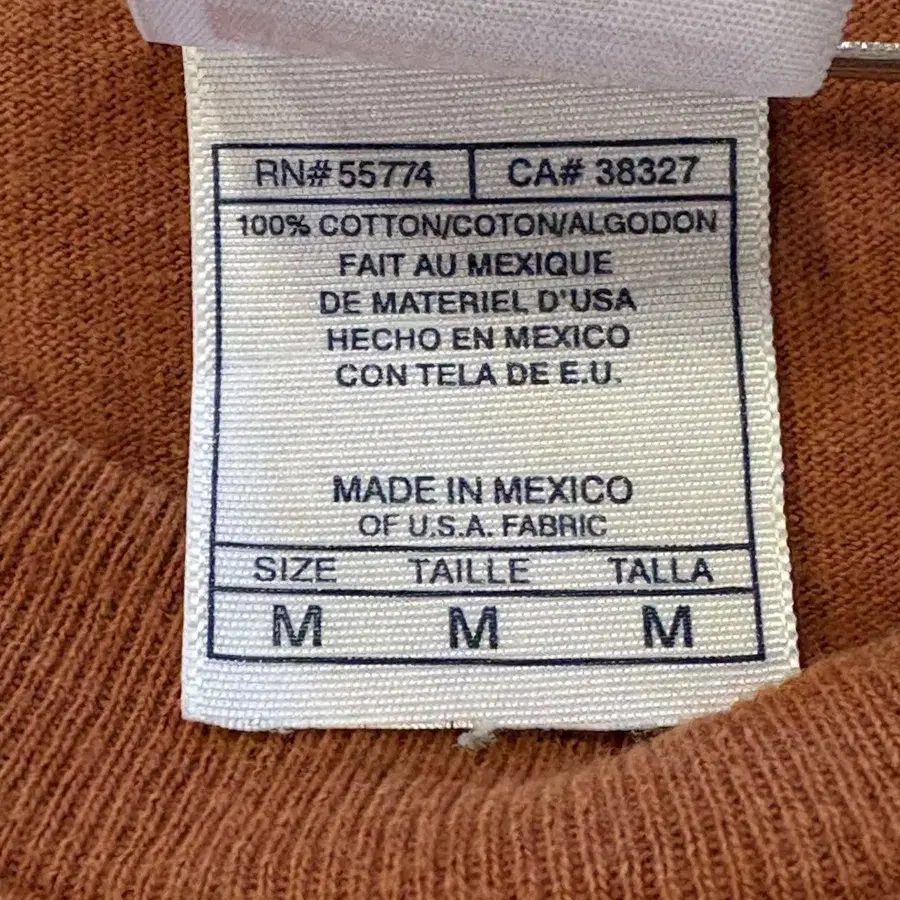 RN# 55774 CA# 38327
100% COTTON/COTON/ALGODON
FAIT AU MEXIQUE
DE MATERIEL D'USA
HECHO EN MEXICO
CON TELA DE E.U.
MADE IN MEXICO
OF U.S.A. FABRIC
SIZE TAILLE TALLA
M M M